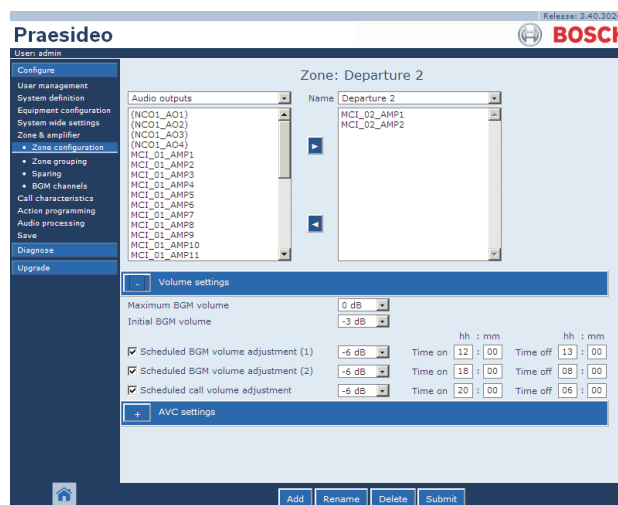 Release: 3.40.302
Praesideo
BOSCH
User: admin
Configure
User management
System definition
Equipment configuration
System wide settings
Zone & amplifier
• Zone configuration
• Zone grouping
• Sparing
• BGM channels
Call characteristics
Action programming
Audio processing
Save
Diagnose
Upgrade
Zone: Departure 2
Audio outputs
Name Departure 2
(NCO1_AO1)
(NCO1_AO2)
(NCO1_AO3)
(NCO1_AO4)
MCI_01_AMP1
MCI_01_AMP2
MCI_01_AMP3
MCI_01_AMP4
MCI_01_AMP5
MCI_01_AMP6
MCI_01_AMP7
MCI_01_AMP8
MCI_01_AMP9
MCI_01_AMP10
MCI_01_AMP11
MCI_02_AMP1
MCI_02_AMP2
- Volume settings
Maximum BGM volume 0 dB
Initial BGM volume -3 dB
hh : mm hh : mm
Scheduled BGM volume adjustment (1) -6 dB Time on 12 : 00 Time off 13 : 00
Scheduled BGM volume adjustment (2) -6 dB Time on 18 : 00 Time off 08 : 00
Scheduled call volume adjustment -6 dB Time on 20 : 00 Time off 06 : 00
+ AVC settings
Add Rename Delete Submit